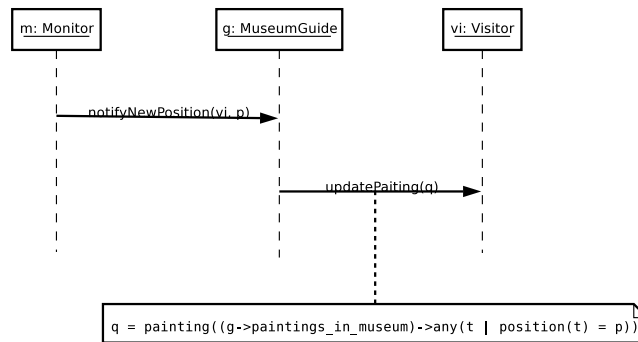 m: Monitor
g: MuseumGuide
vi: Visitor
notifyNewPosition(vi, p)
updatePaiting(q)
q = painting((g->paintings_in_museum)->any(t | position(t) = p))